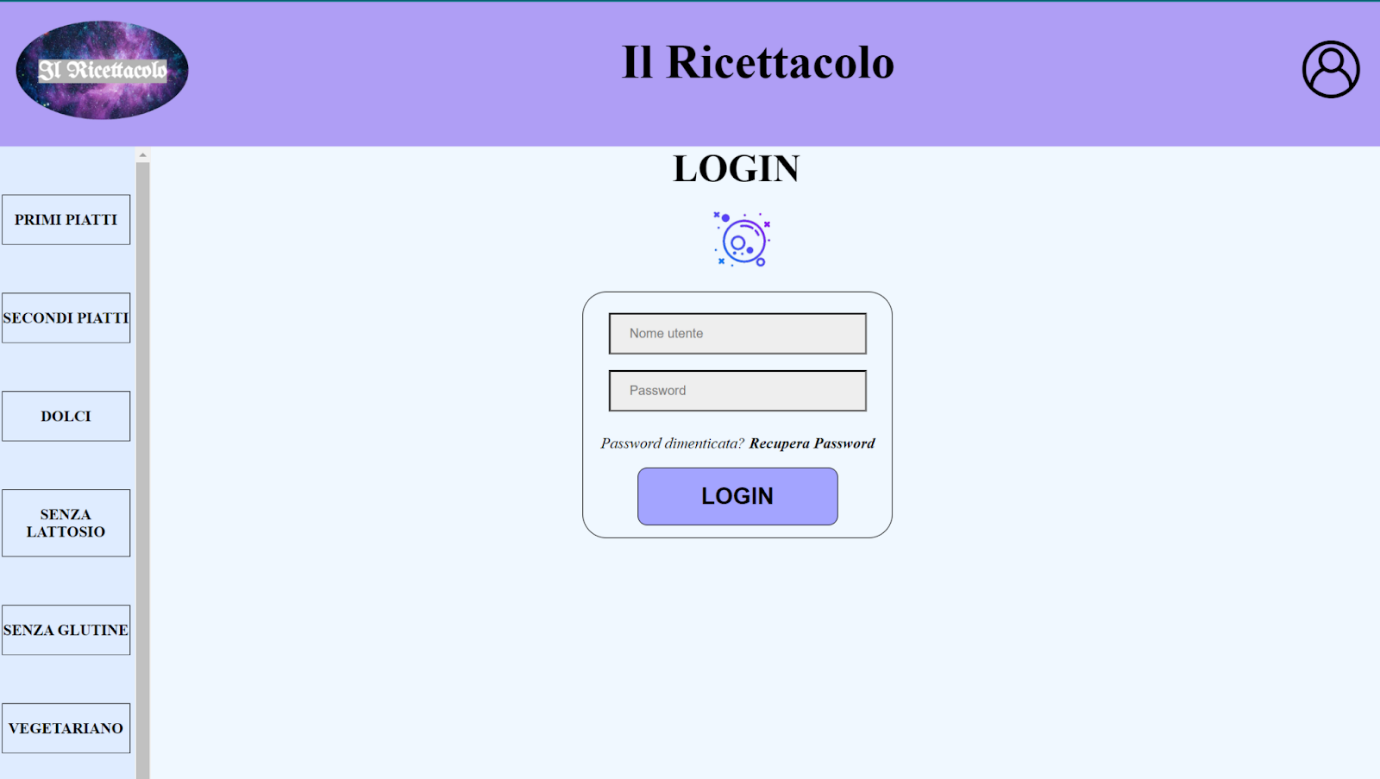 Il Ricettacolo
Il Ricettacolo
LOGIN
PRIMI PIATTI
SECONDI PIATTI
DOLCI
SENZA
LATTOSIO
SENZA GLUTINE
VEGETARIANO
Nome utente
Password
Password dimenticata? Recupera Password
LOGIN